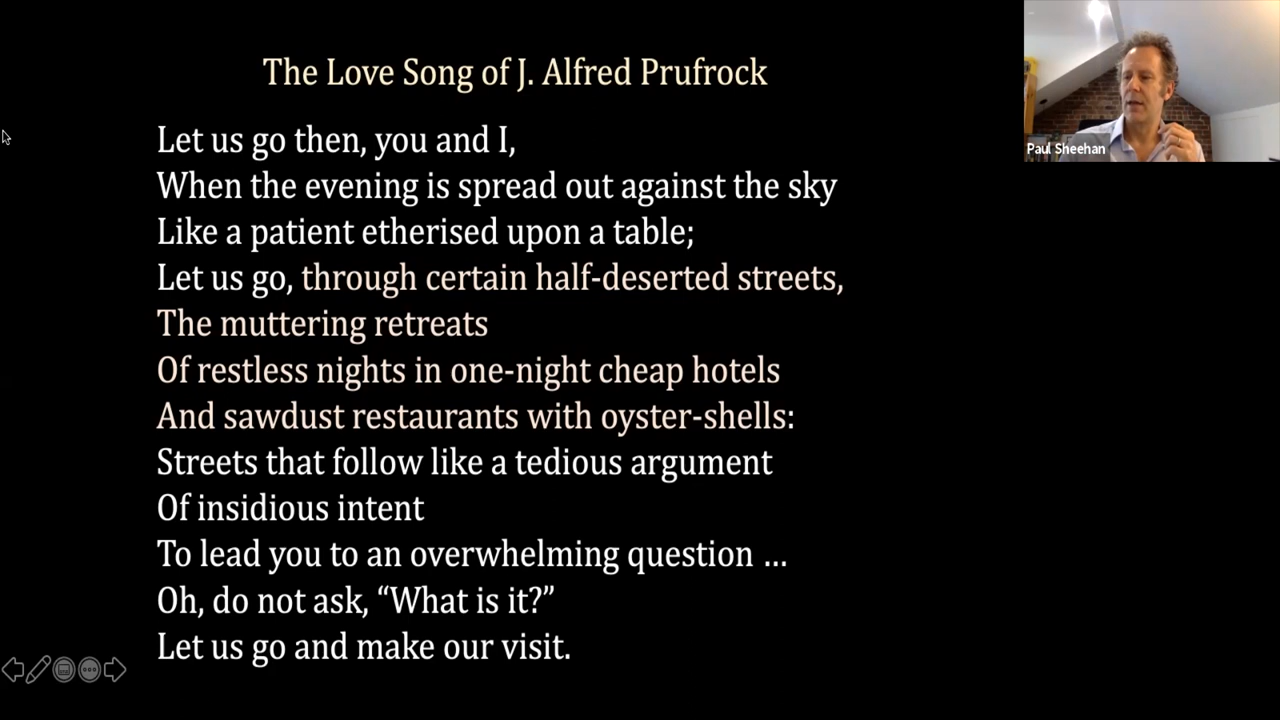 The Love Song of J. Alfred Prufrock
Let us go then, you and I,
When the evening is spread out against the sky
Like a patient etherised upon a table;
Let us go, through certain half-deserted streets,
The muttering retreats
Of restless nights in one-night cheap hotels
And sawdust restaurants with oyster-shells:
Streets that follow like a tedious argument
Of insidious intent
To lead you to an overwhelming question ...
Oh, do not ask, “What is it?”
Let us go and make our visit.
Paul Sheehan